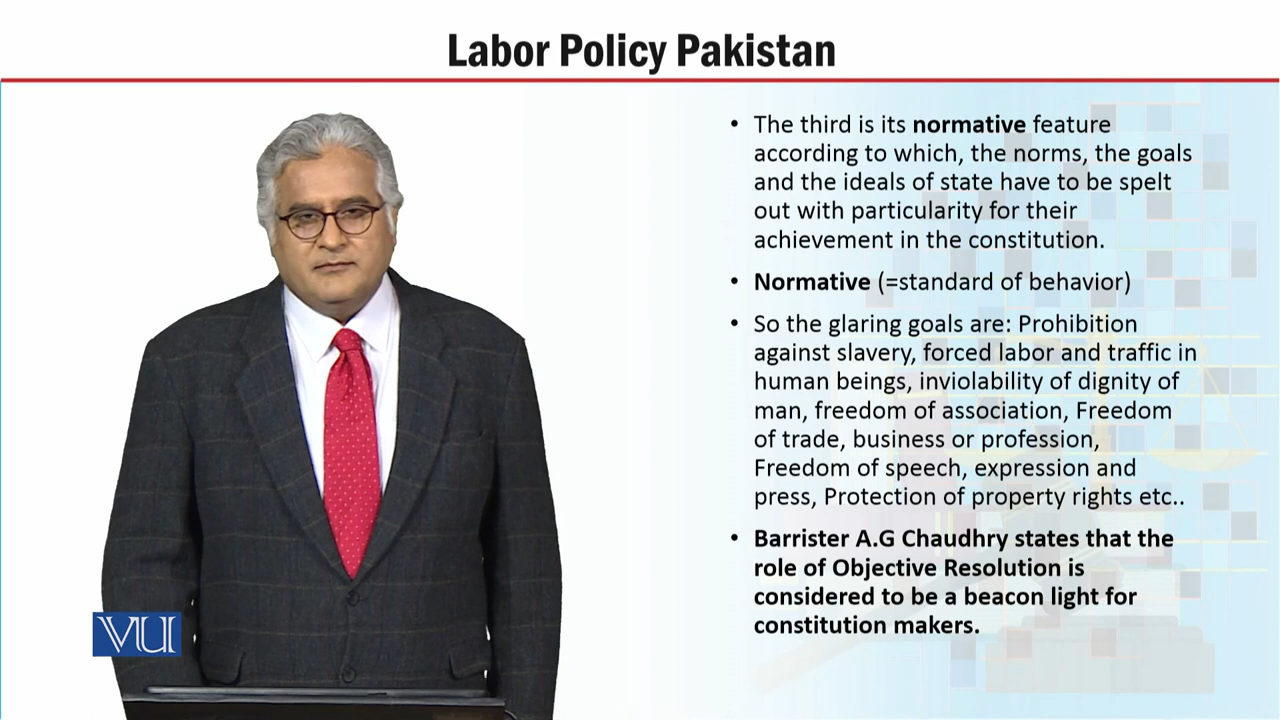 Labor Policy Pakistan
• The third is its normative feature
according to which, the norms, the goals
and the ideals of state have to be spelt
out with particularity for their
achievement in the constitution.
• Normative (=standard of behavior)
• So the glaring goals are: Prohibition
against slavery, forced labor and traffic in
human beings, inviolability of dignity of
man, freedom of association, Freedom
of trade, business or profession,
Freedom of speech, expression and
press, Protection of property rights etc..
• Barrister A.G Chaudhry states that the
role of Objective Resolution is
considered to be a beacon light for
constitution makers.
VU